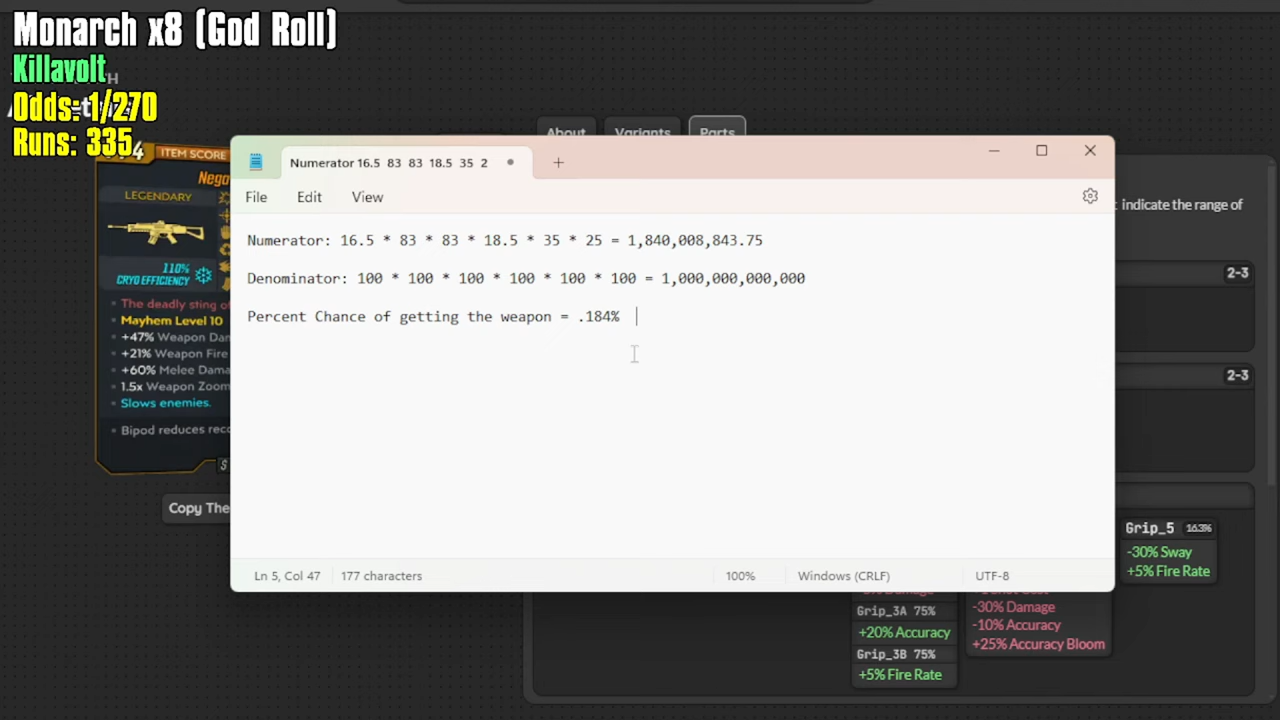 Monarch x8 (God Roll)
Killavolt
Odds: 1/270
Runs: 335
ITEM SCORE
LEGENDARY
110%
CRYO EFFICIENCY
The deadly sting of
Mayhem Level 10
+47% Weapon
+21% Weapon Fire
+60% Melee
1.5x Weapon
Slows enemies.
Bipod reduces
Copy
About
Variants
Parts
Numerator 16.5 83 83 18.5 35 2
File
Edit
View
Numerator: 16.5 * 83 * 83 * 18.5 * 35 * 25 = 1,840,008,843.75
Denominator: 100 * 100 * 100 * 100 * 100 * 100 = 1,000,000,000,000
Percent Chance of getting the weapon = .184%
Ln 5, Col 47
177 characters
100%
Windows (CRLF)
UTF-8
indicate the range of
2-3
2-3
Grip_5 16.3%
-30% Sway
+5% Fire Rate
Grip_3A 75%
+20% Accuracy
Grip_3B 75%
+5% Fire Rate
-30% Damage
-10% Accuracy
+25% Accuracy Bloom